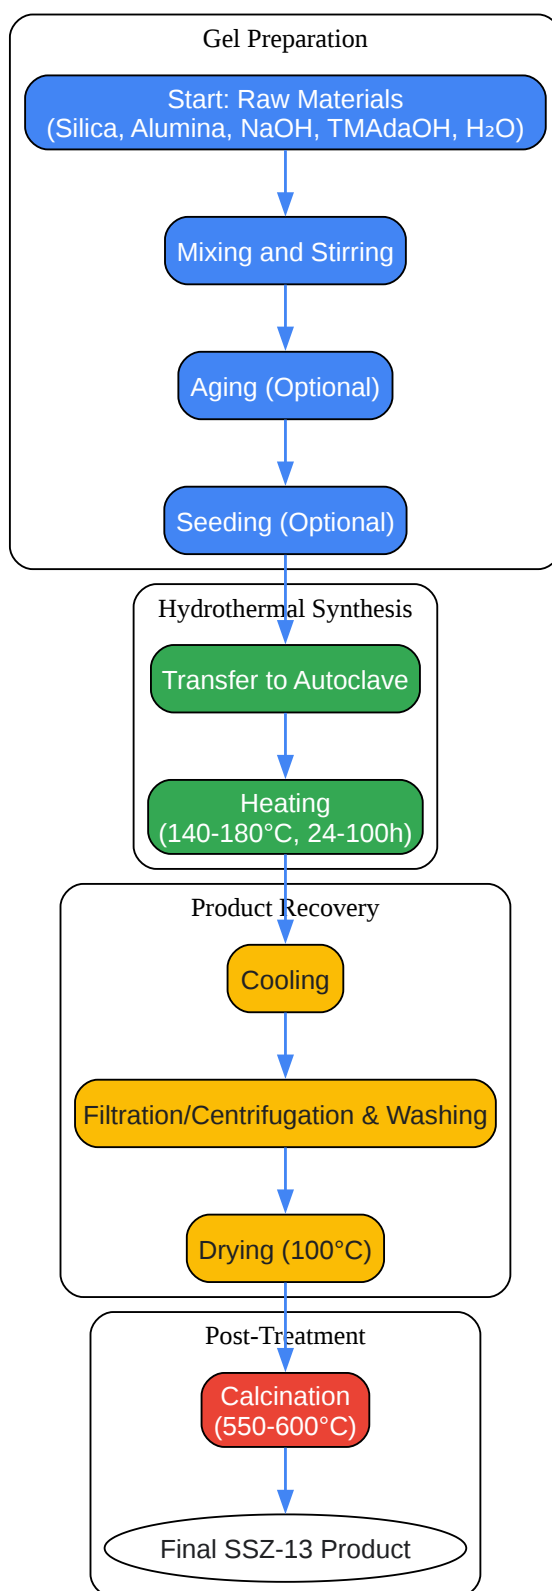 Gel Preparation
Start: Raw Materials
(Silica, Alumina, NaOH, TMAdaOH, H₂O)
Mixing and Stirring
Aging (Optional)
Seeding (Optional)
Hydrothermal Synthesis
Transfer to Autoclave
Heating
(140-180°C, 24-100h)
Product Recovery
Cooling
Filtration/Centrifugation & Washing
Drying (100°C)
Post-Treatment
Calcination
(550-600°C)
Final SSZ-13 Product